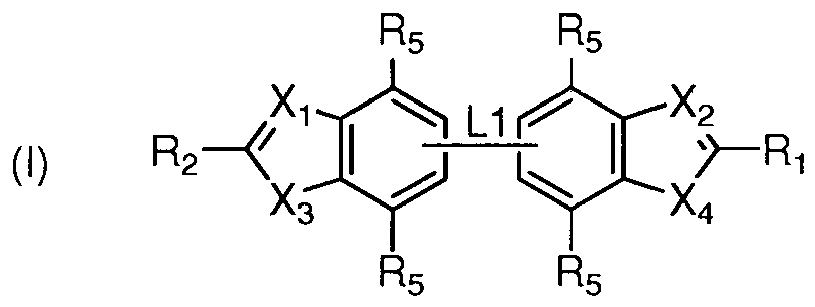 R5 R5
X1 L1 X2
(I) R2 R1
X3 X4
R5 R5